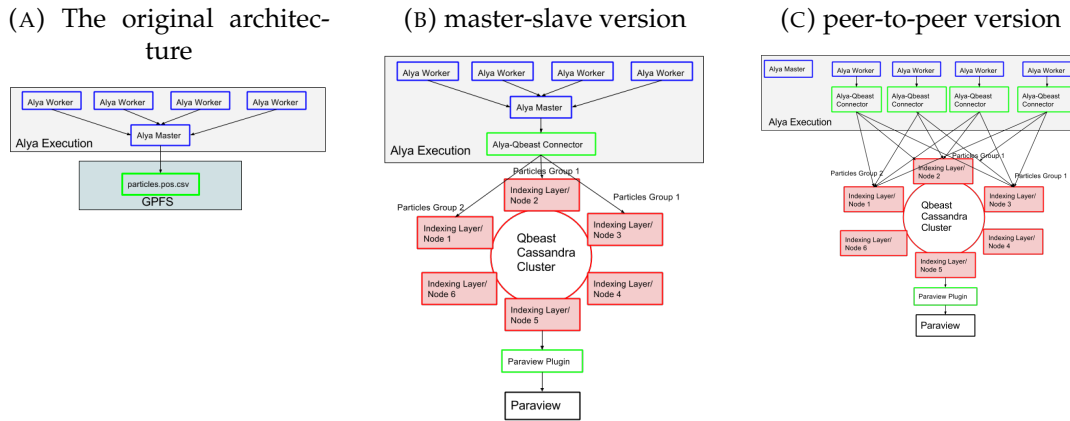 (A) The original architec-
ture
Alya Worker
Alya Worker
Alya Worker
Alya Worker
Alya Master
Alya Execution
particles.pos.csv
GPFS
(B) master-slave version
Alya Worker
Alya Worker
Alya Worker
Alya Worker
Alya Master
Alya Execution
Alya-Qbeast Connector
Particles Group 1
Particles Group 2
Particles Group 1
Indexing Layer/
Node 2
Indexing Layer/
Node 1
Indexing Layer/
Node 3
Qbeast
Cassandra
Cluster
Indexing Layer/
Node 6
Indexing Layer/
Node 4
Indexing Layer/
Node 5
Paraview Plugin
Paraview
(C) peer-to-peer version
Alya Master
Alya Worker
Alya Worker
Alya Worker
Alya Worker
Alya-Qbeast
Connector
Alya-Qbeast
Connector
Alya-Qbeast
Connector
Alya-Qbeast
Connector
Alya Execution
Particles Group 1
Particles Group 2
Particles Group 1
Indexing Layer/
Node 2
Indexing Layer/
Node 1
Indexing Layer/
Node 3
Qbeast
Cassandra
Cluster
Indexing Layer/
Node 6
Indexing Layer/
Node 4
Indexing Layer/
Node 5
Paraview Plugin
Paraview